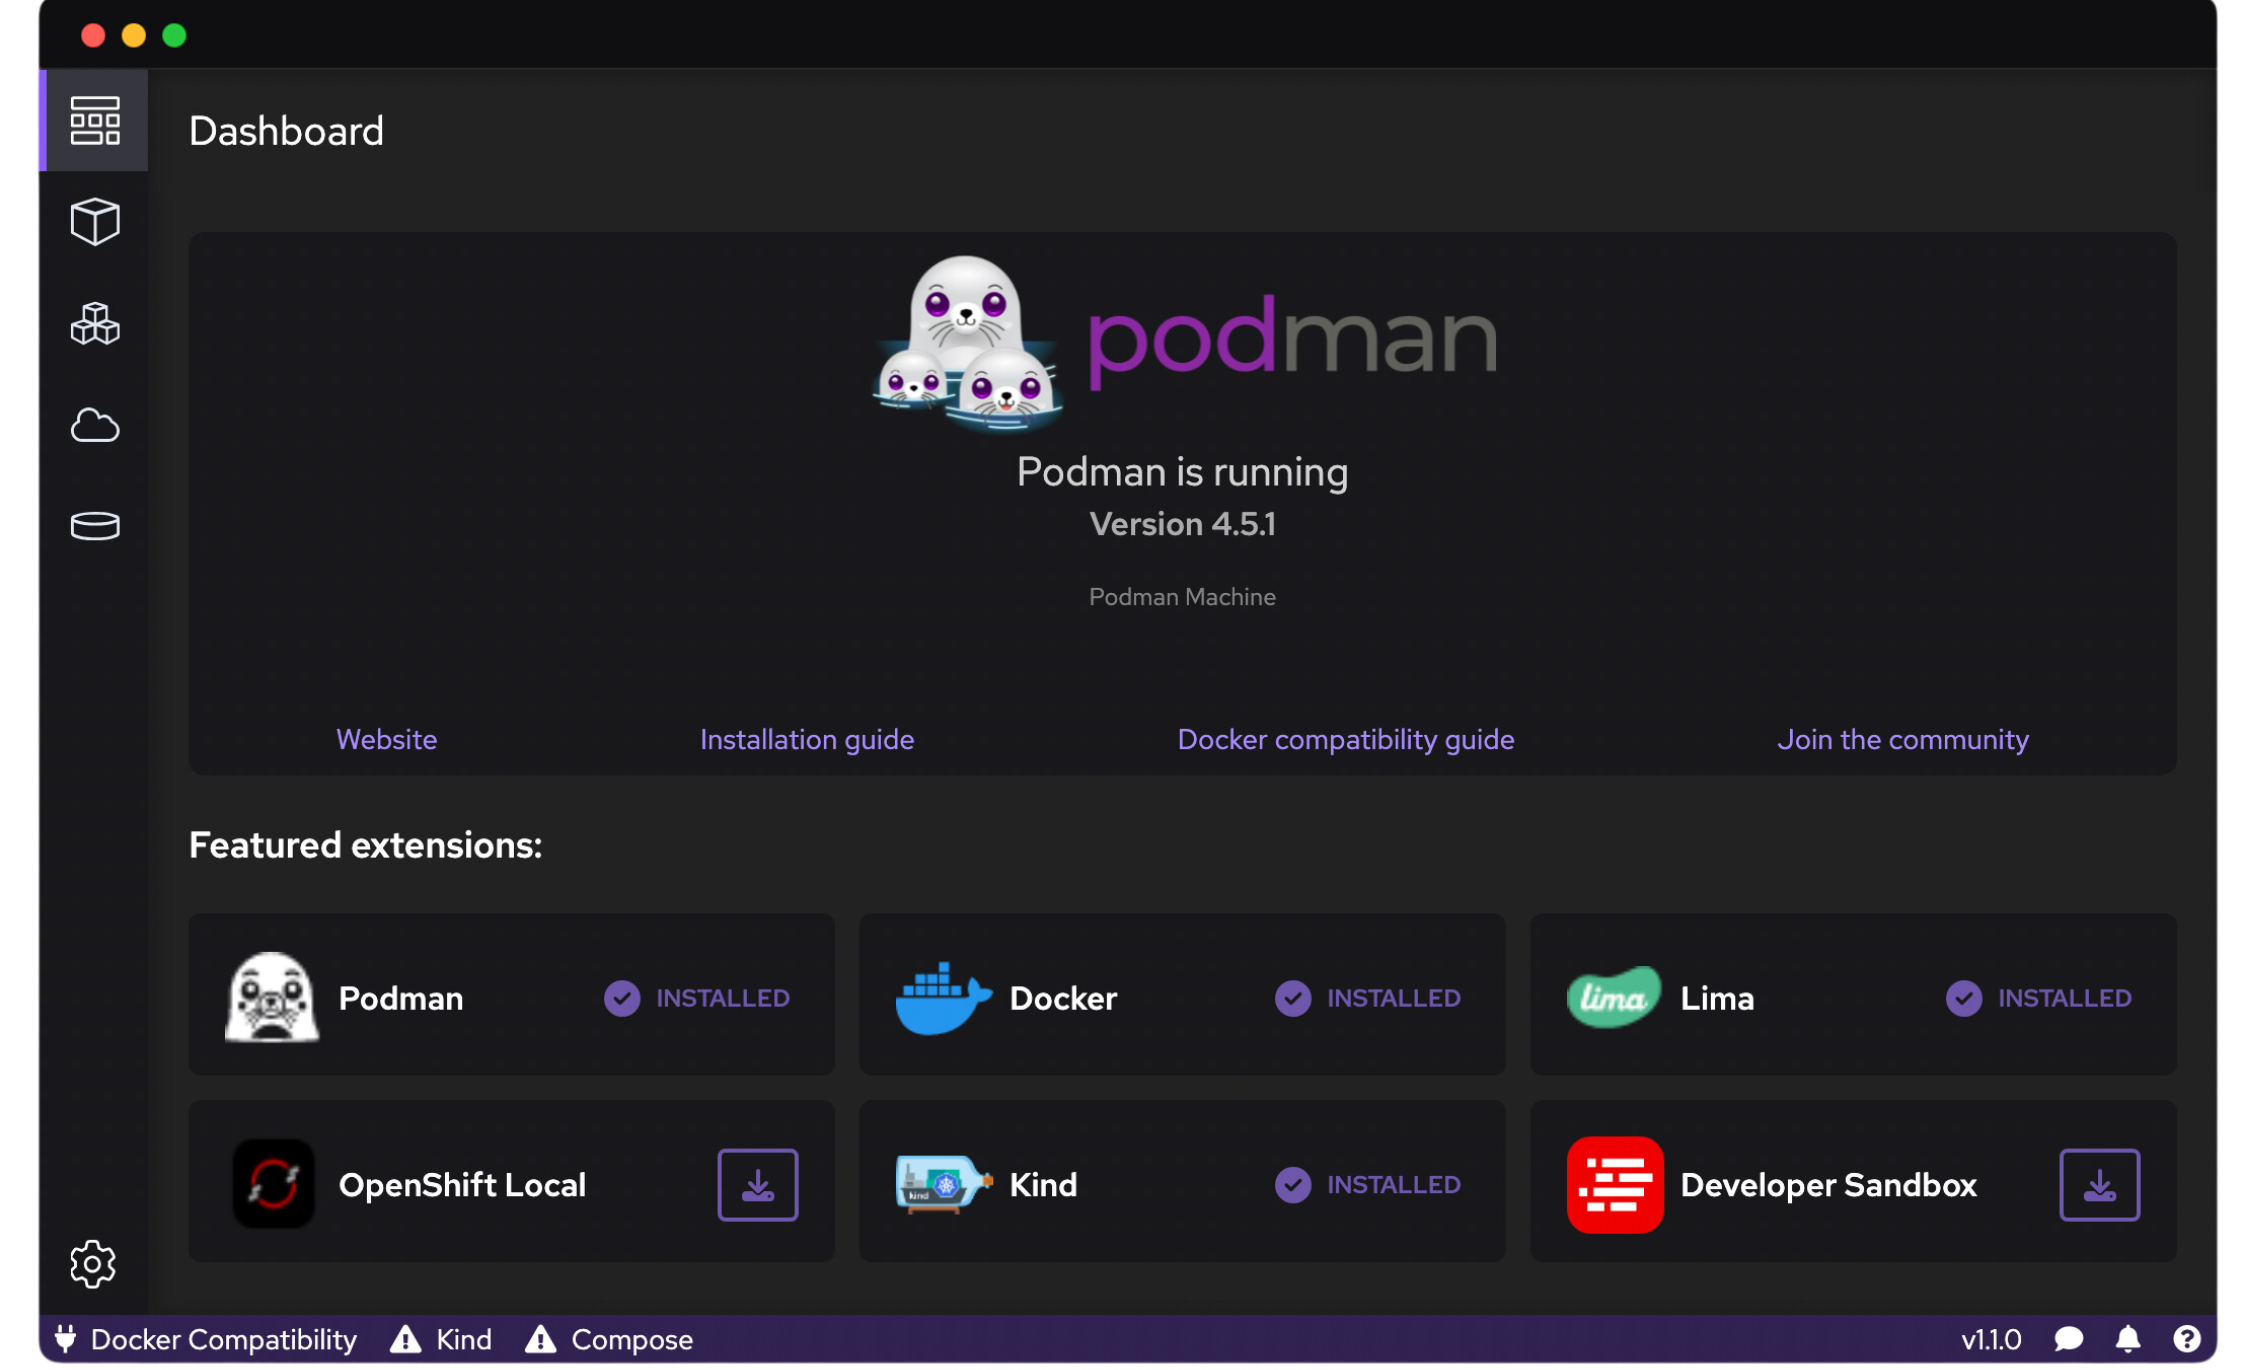 Dashboard
podman
Podman is running
Version 4.5.1
Podman Machine
Website Installation guide Docker compatibility guide Join the community
Featured extensions:
Podman INSTALLED
Docker INSTALLED
lima Lima INSTALLED
OpenShift Local
kind Kind INSTALLED
Developer Sandbox
Docker Compatibility Kind Compose v1.1.0